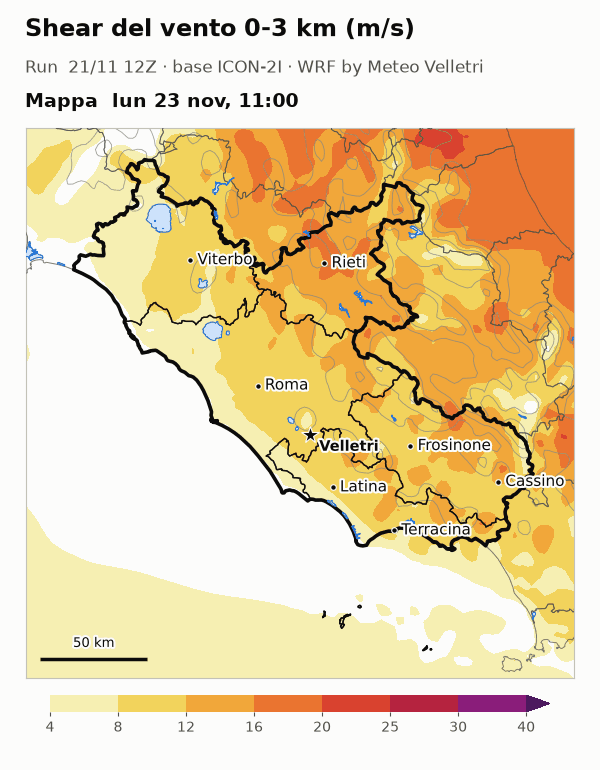 Shear del vento 0-3 km (m/s)
Run  21/11 12Z · base ICON-2I · WRF by Meteo Velletri
Mappa  lun 23 nov, 11:00
Viterbo
Rieti
Roma
Velletri
Frosinone
Cassino
Latina
Terracina
50 km
4 8 12 16 20 25 30 40